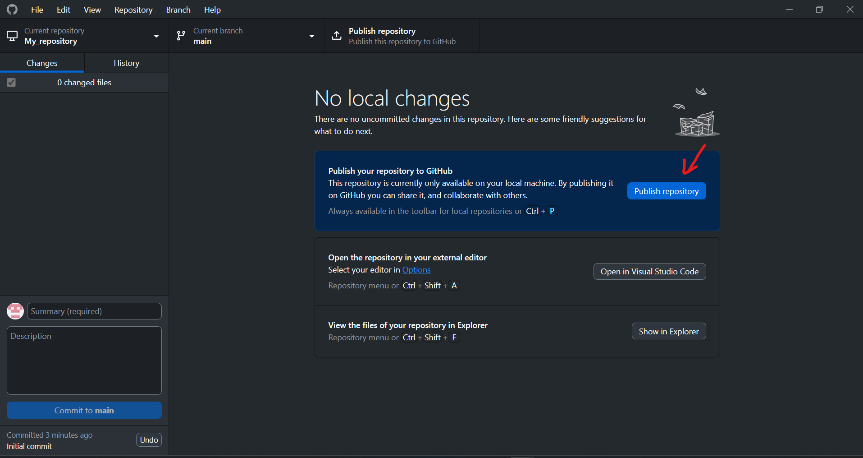 File Edit View Repository Branch Help
Current repository
My repository
Current branch
main
Publish repository
Publish this repository to GitHub
Changes
History
0 changed files
No local changes
There are no uncommitted changes in this repository. Here are some friendly suggestions for
what to do next.
Publish your repository to GitHub
This repository is currently only available on your local machine. By publishing it
on GitHub you can share it, and collaborate with others.
Always available in the toolbar for local repositories or Ctrl + P
Publish repository
Open the repository in your external editor
Select your editor in Options
Repository menu or Ctrl + Shift + A
Open in Visual Studio Code
View the files of your repository in Explorer
Repository menu or Ctrl + Shift + F
Show in Explorer
Summary (required)
Description
Commit to main
Committed 3 minutes ago
Initial commit
Undo